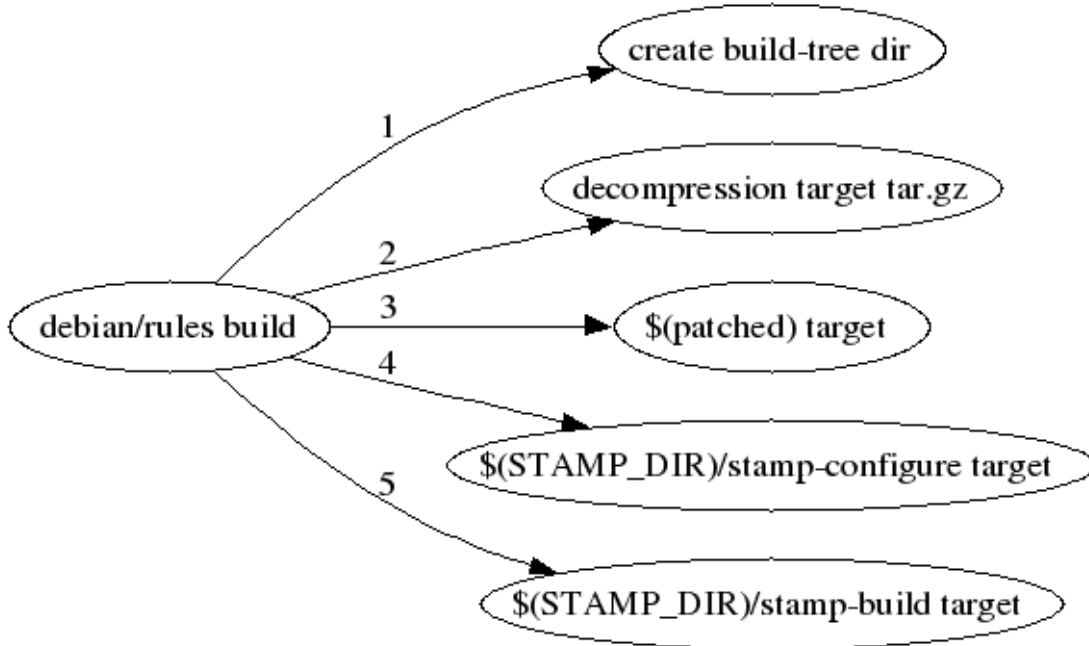 create build-tree dir
1
decompression target tar.gz
2
debian/rules build
3
$(patched) target
4
$(STAMP_DIR)/stamp-configure target
5
$(STAMP_DIR)/stamp-build target